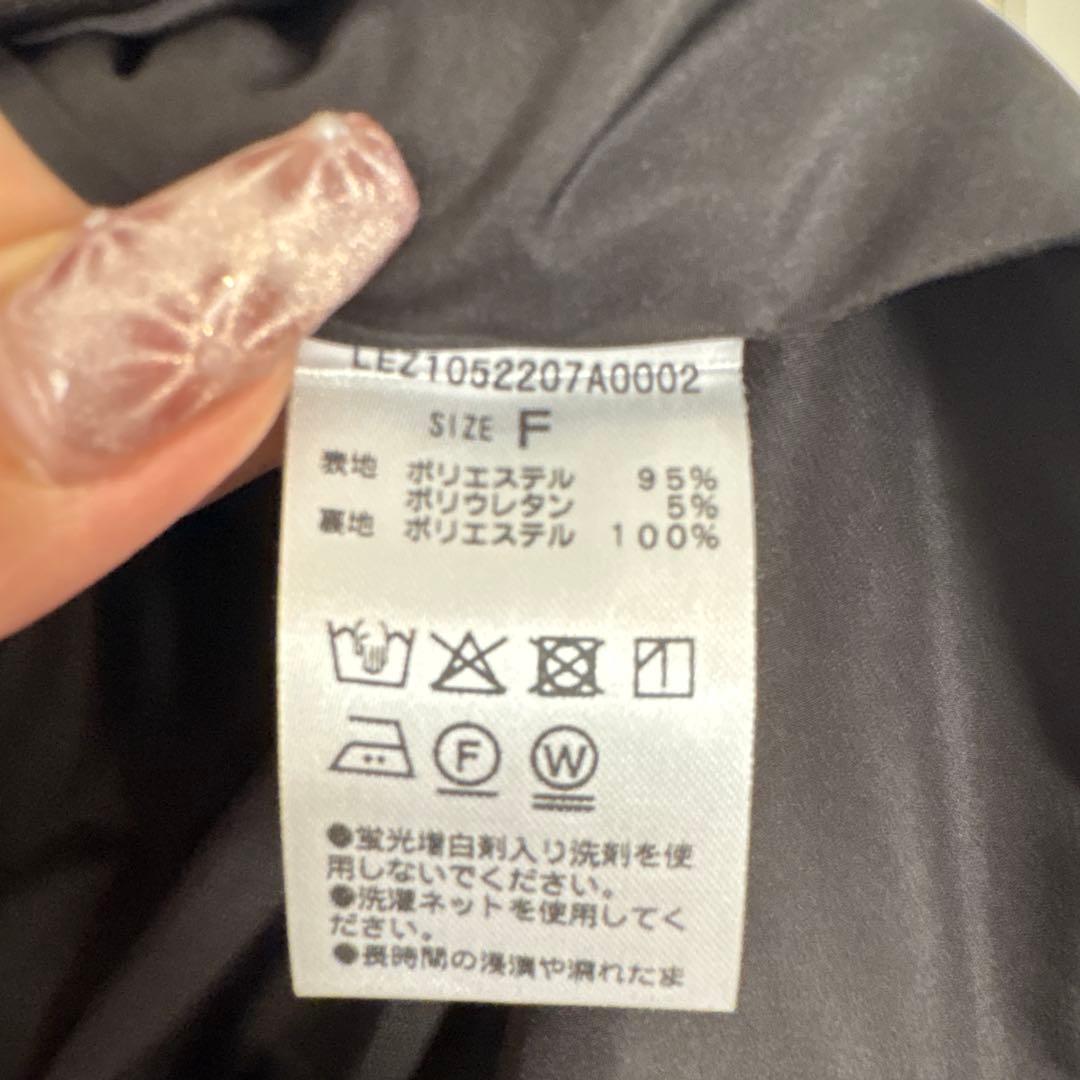 LEZ1052207A0002
SIZE F
表地 ポリエステル 95%
ポリウレタン 5%
裏地 ポリエステル 100%
F W
●蛍光増白剤入り洗剤を使
用しないでください。
●洗濯ネットを使用してく
ださい。
●長時間の浸漬や濡れたま